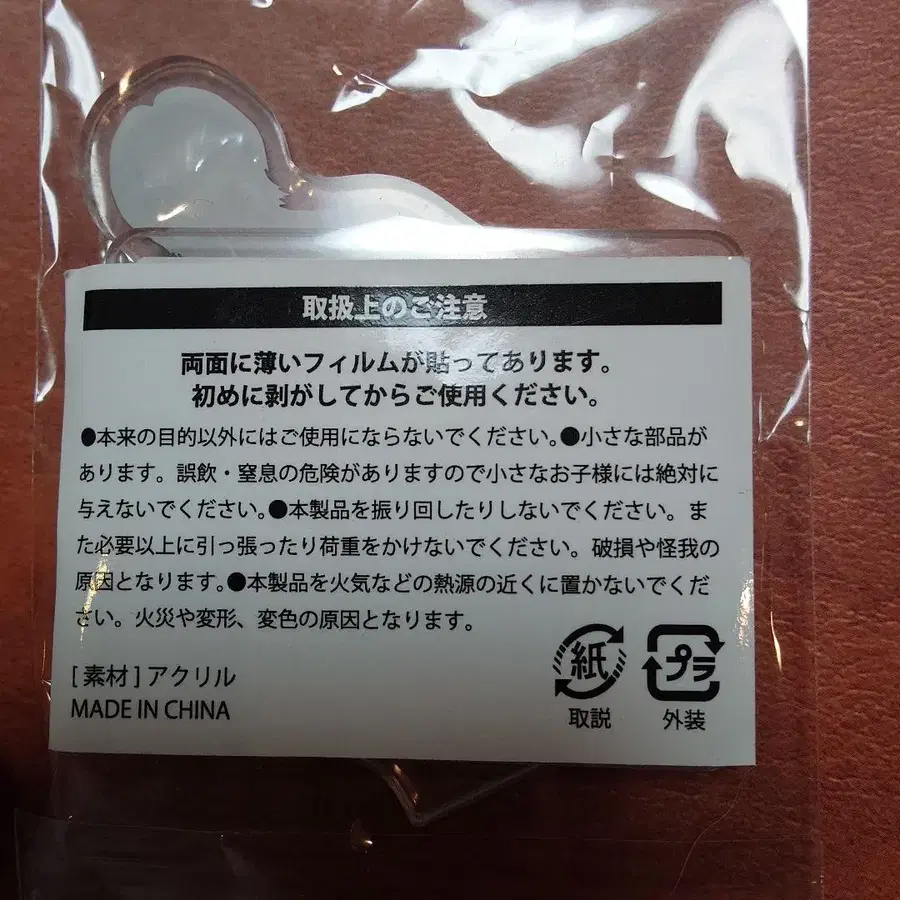 取扱上のご注意
両面に薄いフィルムが貼ってあります。
初めに剥がしてからご使用ください。
●本来の目的以外にはご使用にならないでください。●小さな部品が
あります。誤飲・窒息の危険がありますので小さなお子様には絶対に
与えないでください。●本製品を振り回したりしないでください。ま
た必要以上に引っ張ったり荷重をかけないでください。破損や怪我の
原因となります。●本製品を火気などの熱源の近くに置かないでくだ
さい。火災や変形、変色の原因となります。
[素材]アクリル
MADE IN CHINA
紙
取説
プラ
外装